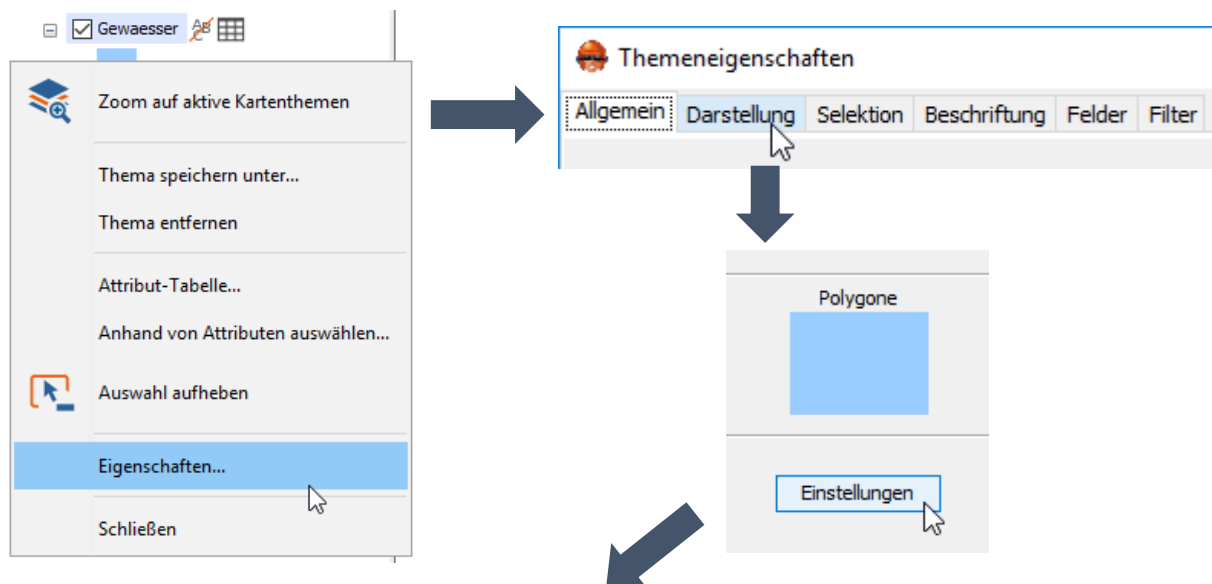 Gewaesser
Zoom auf aktive Kartenthemen
Thema speichern unter...
Thema entfernen
Attribut-Tabelle...
Anhand von Attributen auswählen...
Auswahl aufheben
Eigenschaften...
Schließen
Themeneigenschaften
Allgemein Darstellung Selektion Beschriftung Felder Filter
Polygone
Einstellungen